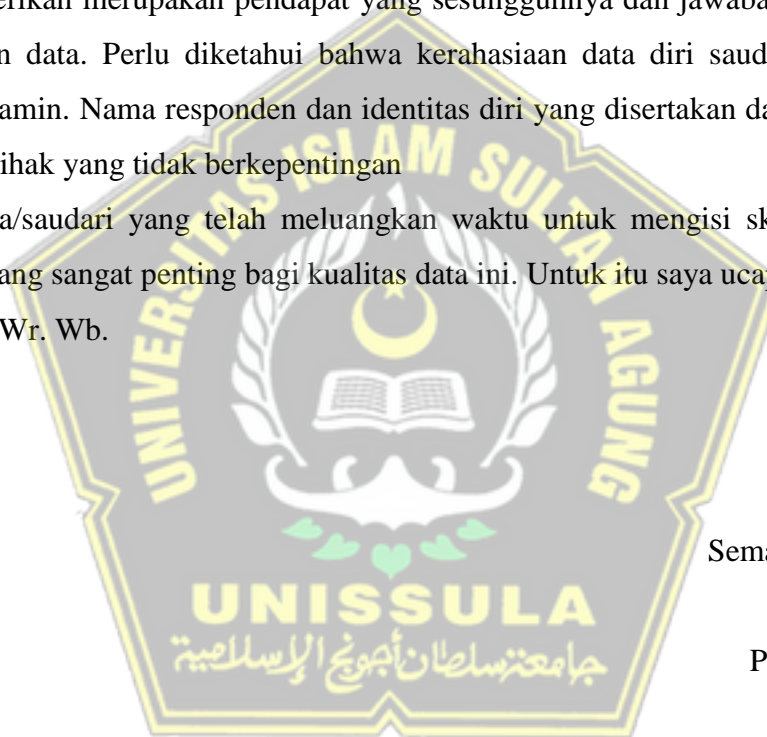 erikan merupakan pendapat yang sesungguhnya dan jawaba
n data. Perlu diketahui bahwa kerahasiaan data diri saud
amin. Nama responden dan identitas diri yang disertakan da
ihak yang tidak berkepentingan
a/saudari yang telah meluangkan waktu untuk mengisi sk
ang sangat penting bagi kualitas data ini. Untuk itu saya ucap
Wr. Wb.
UNIVERSITAS ISLAM SULTAN AGUNG
Sema
UNISSULA
جامعة سلطان أجونج الإسلامية
P